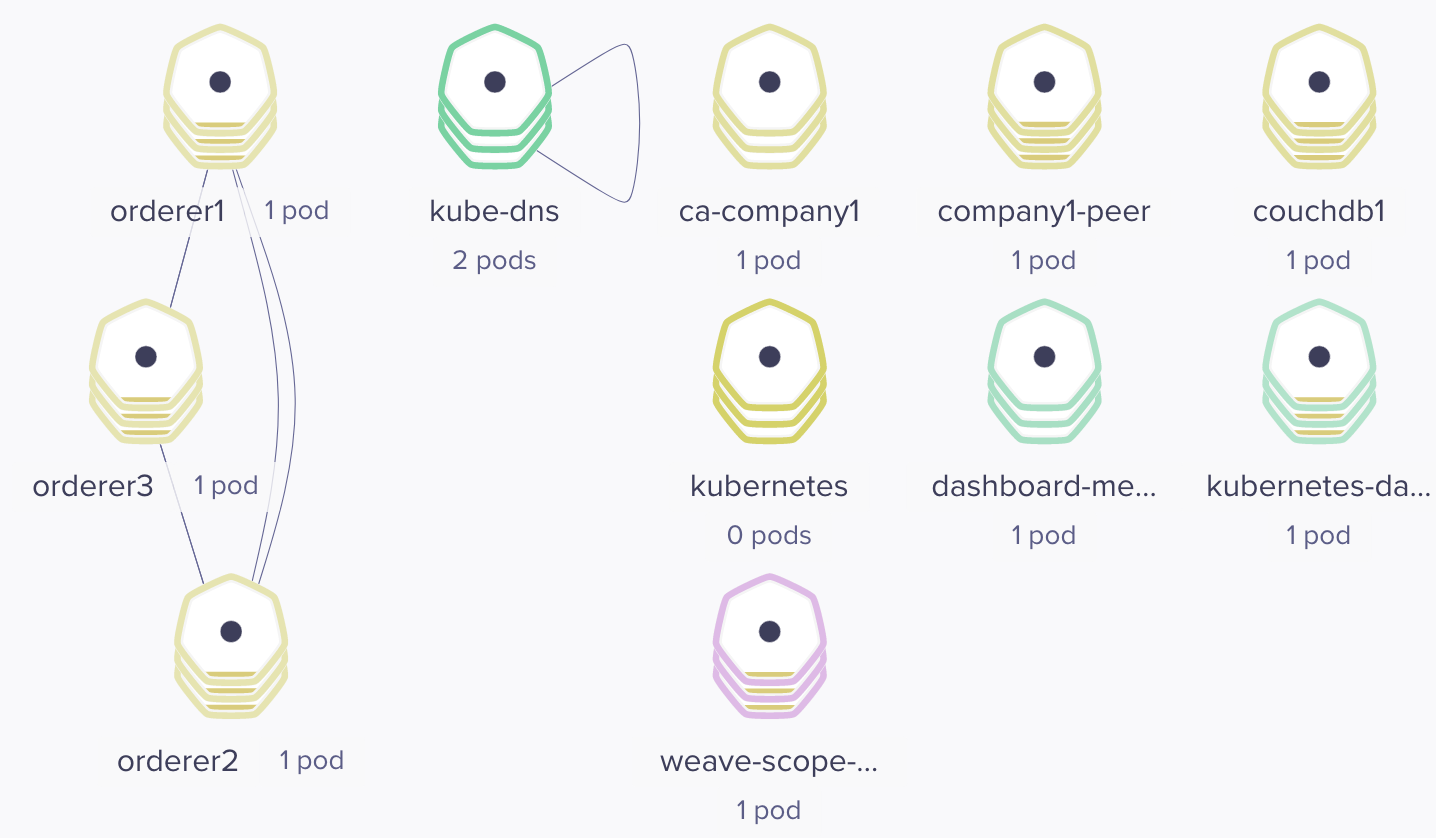 orderer1 1 pod
kube-dns
2 pods
ca-company1
1 pod
company1-peer
1 pod
couchdb1
1 pod
orderer3 1 pod
kubernetes
0 pods
dashboard-me...
1 pod
kubernetes-da...
1 pod
orderer2 1 pod
weave-scope-...
1 pod